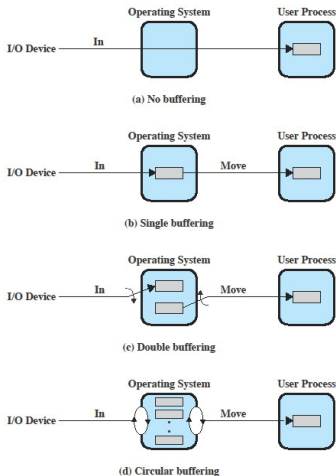 Operating System User Process
In
I/O Device
(a) No buffering
Operating System User Process
In Move
I/O Device
(b) Single buffering
Operating System User Process
In Move
I/O Device
(c) Double buffering
Operating System User Process
In Move
I/O Device
(d) Circular buffering